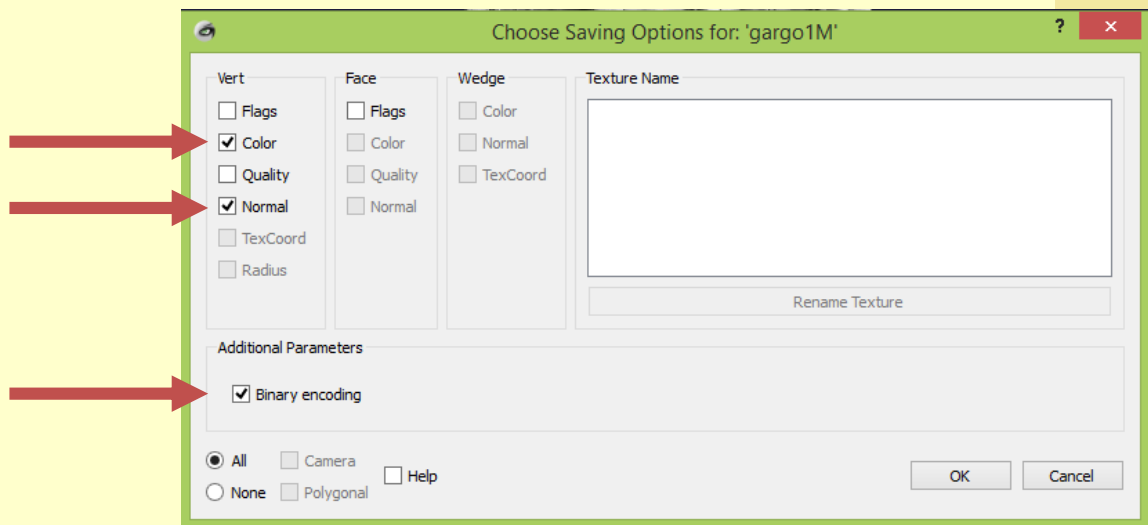 Choose Saving Options for: 'gargo1M'
?
×
Vert
Flags
Color
Quality
Normal
TexCoord
Radius
Face
Flags
Color
Quality
Normal
Wedge
Color
Normal
TexCoord
Texture Name
Rename Texture
Additional Parameters
Binary encoding
All
None
Camera
Polygonal
Help
OK
Cancel